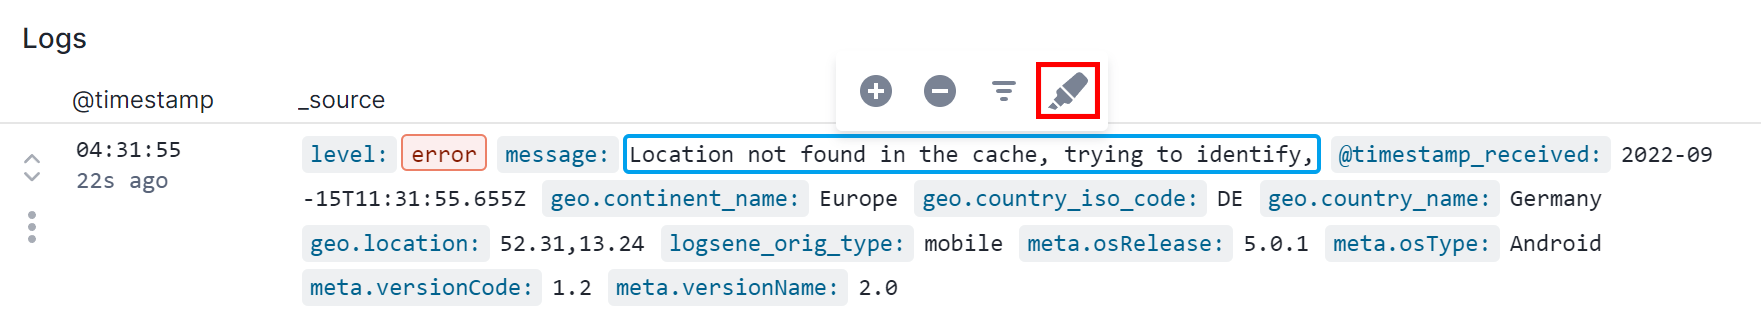 Logs
@timestamp _source
04:31:55 level: error message: Location not found in the cache, trying to identify, @timestamp_received: 2022-09
22s ago -15T11:31:55.655Z geo.continent_name: Europe geo.country_iso_code: DE geo.country_name: Germany
geo.location: 52.31,13.24 logsene_orig_type: mobile meta.osRelease: 5.0.1 meta.osType: Android
meta.versionCode: 1.2 meta.versionName: 2.0